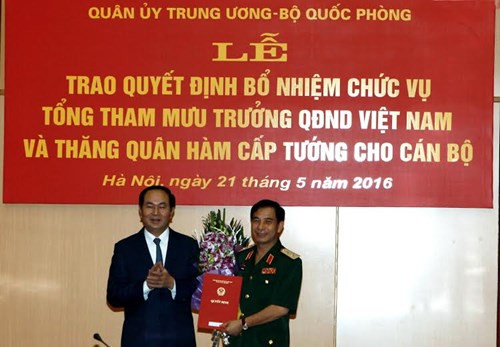 QUÂN ỦY TRUNG ƯƠNG-BỘ QUỐC PHÒNG
LỄ
TRAO QUYẾT ĐỊNH BỔ NHIỆM CHỨC VỤ
TỔNG THAM MƯU TRƯỞNG QĐND VIỆT NAM
VÀ THĂNG QUÂN HÀM CẤP TƯỚNG CHO CÁN BỘ
Hà Nội, ngày 21 tháng 5 năm 2016